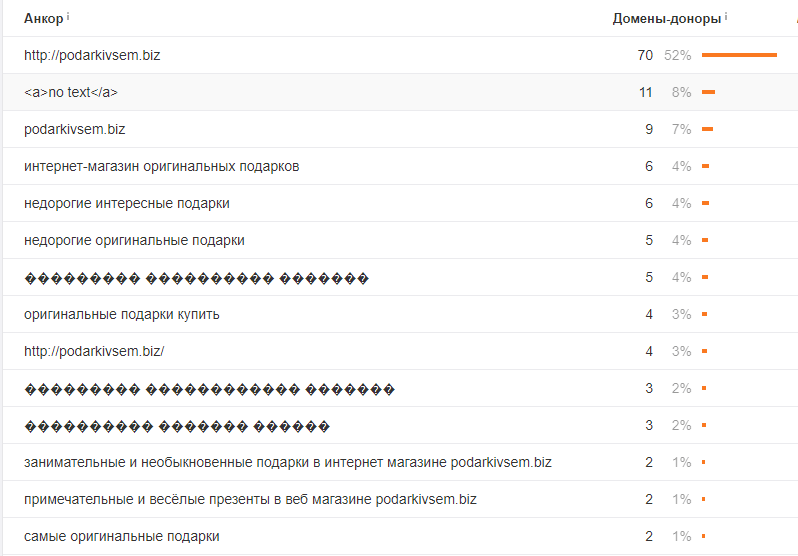 Анкор i Домены-доноры i
http://podarkivsem.biz 70 52%
<a>no text</a> 11 8%
podarkivsem.biz 9 7%
интернет-магазин оригинальных подарков 6 4%
недорогие интересные подарки 6 4%
недорогие оригинальные подарки 5 4%
��������� ���������� ������� 5 4%
оригинальные подарки купить 4 3%
http://podarkivsem.biz/ 4 3%
��������� ������������ ������� 3 2%
���������� ������� ������ 3 2%
занимательные и необыкновенные подарки в интернет магазине podarkivsem.biz 2 1%
примечательные и весёлые презенты в веб магазине podarkivsem.biz 2 1%
самые оригинальные подарки 2 1%